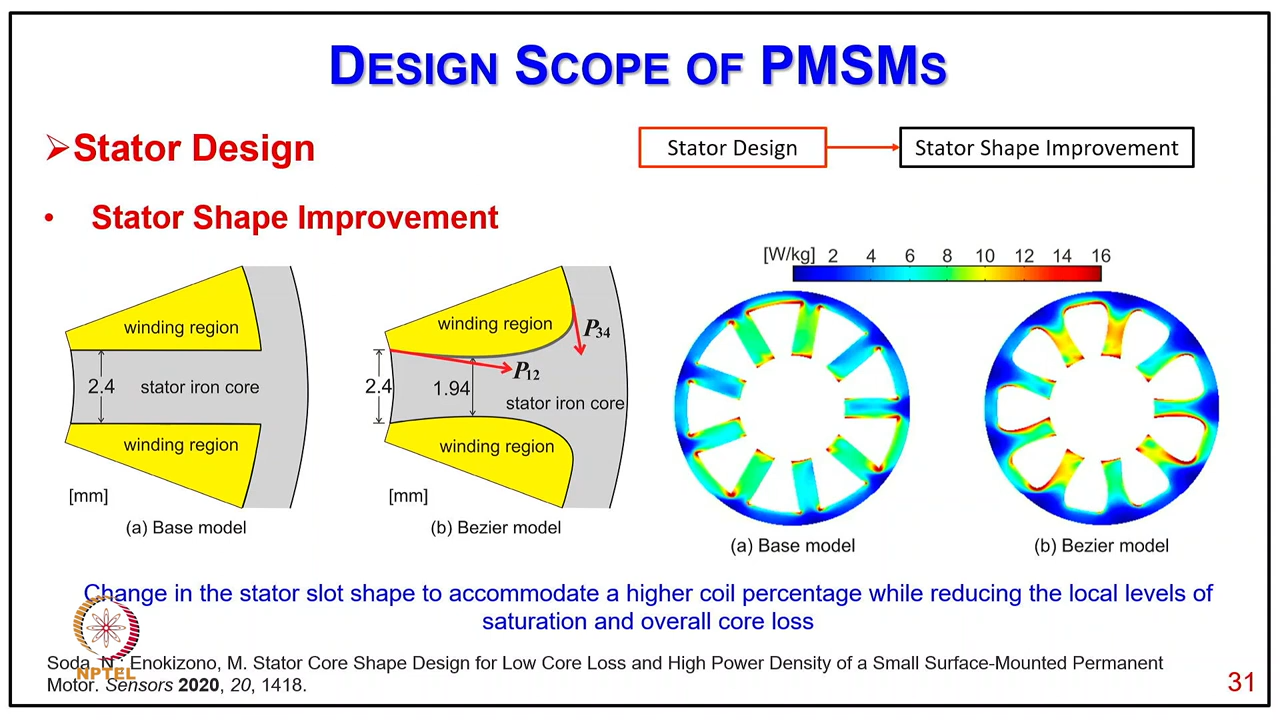 DESIGN SCOPE OF PMSMS
➢Stator Design
Stator Design
Stator Shape Improvement
• Stator Shape Improvement
winding region
2.4
stator iron core
winding region
[mm]
(a) Base model
winding region
P34
P12
2.4
1.94
stator iron core
winding region
[mm]
(b) Bezier model
[W/kg] 2 4 6 8 10 12 14 16
(a) Base model
(b) Bezier model
Change in the stator slot shape to accommodate a higher coil percentage while reducing the local levels of
saturation and overall core loss
Soda, N.; Enokizono, M. Stator Core Shape Design for Low Core Loss and High Power Density of a Small Surface-Mounted Permanent
Motor. Sensors 2020, 20, 1418.
NPTEL
31